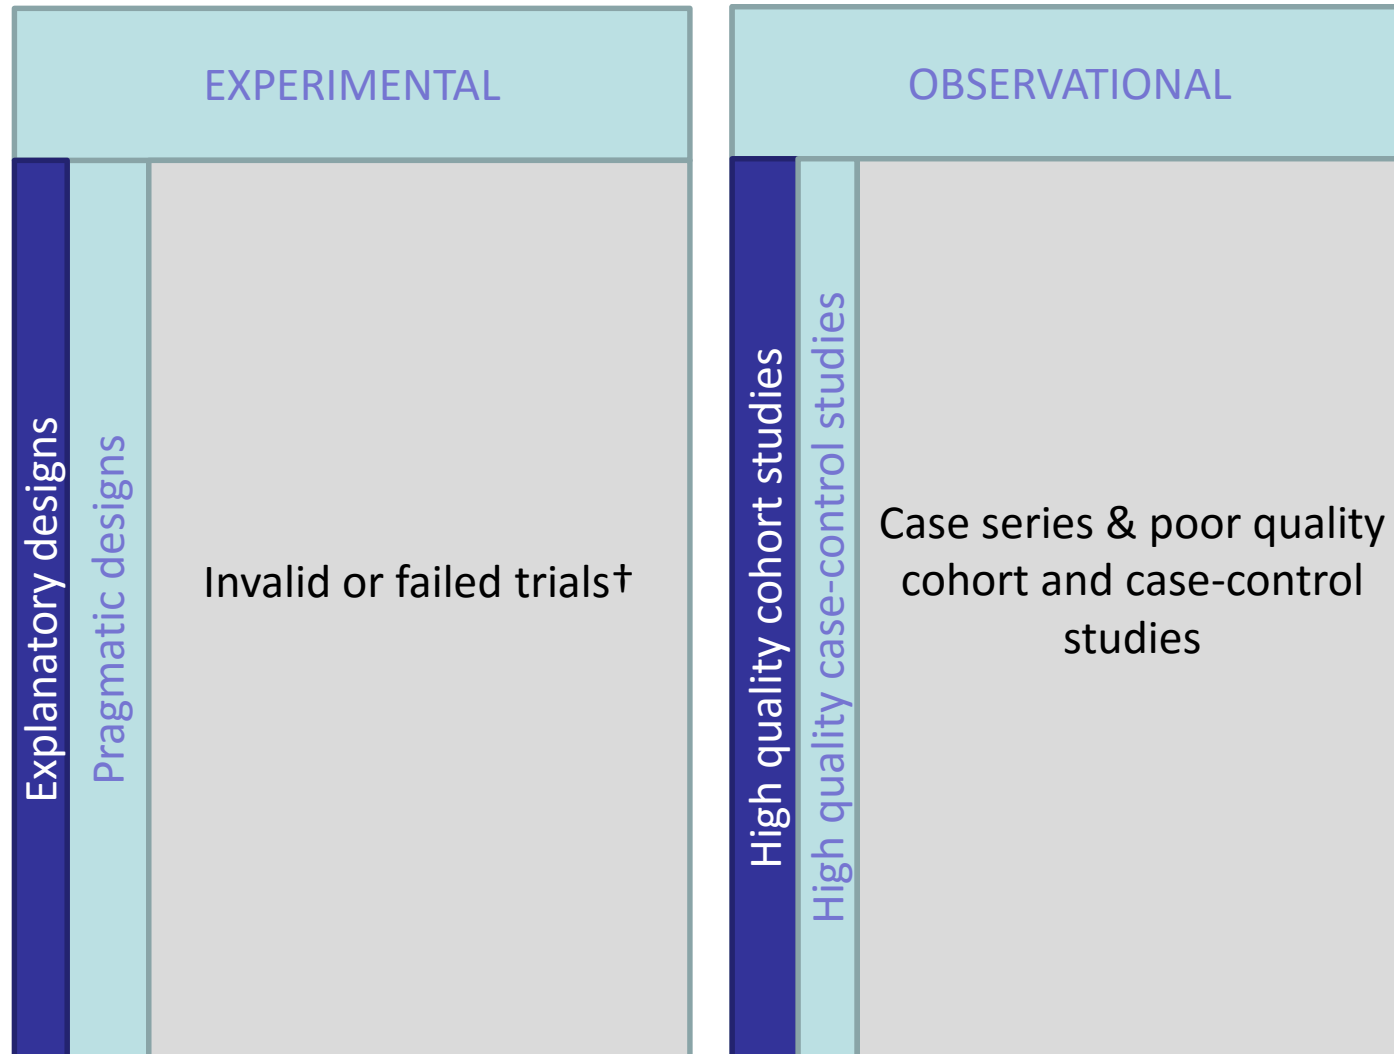 EXPERIMENTAL
Explanatory designs
Pragmatic designs
Invalid or failed trials†
OBSERVATIONAL
High quality cohort studies
High quality case-control studies
Case series & poor quality
cohort and case-control
studies